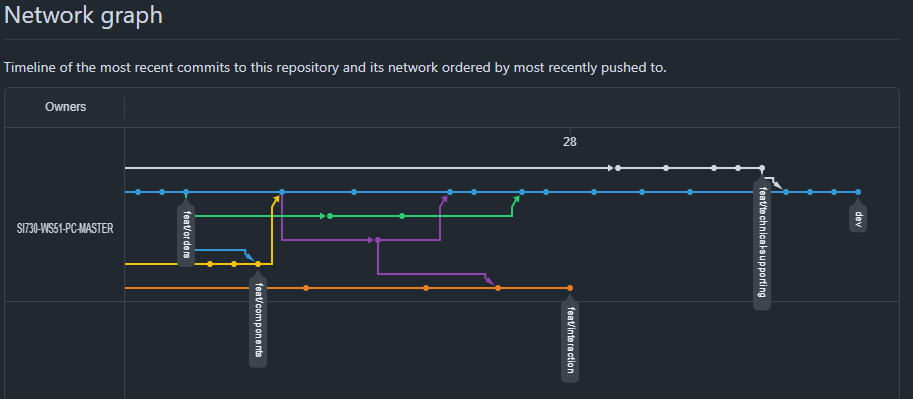 Network graph
Timeline of the most recent commits to this repository and its network ordered by most recently pushed to.
Owners
28
SI730-WS51-PC-MASTER
feat/orders
feat/components
feat/interaction
feat/technical-supporting
dev